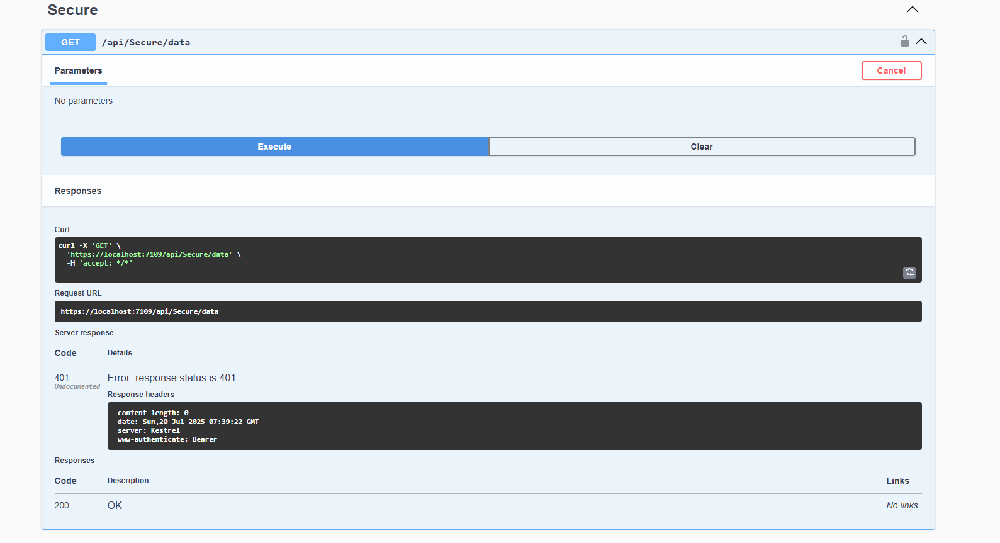 Secure
GET /api/Secure/data
Parameters Cancel
No parameters
Execute Clear
Responses
Curl
curl -X 'GET' \
'https://localhost:7109/api/Secure/data' \
-H 'accept: */*'
Request URL
https://localhost:7109/api/Secure/data
Server response
Code Details
401 Error: response status is 401
Undocumented
Response headers
content-length: 0
date: Sun,20 Jul 2025 07:39:22 GMT
server: Kestrel
www-authenticate: Bearer
Responses
Code Description Links
200 OK No links